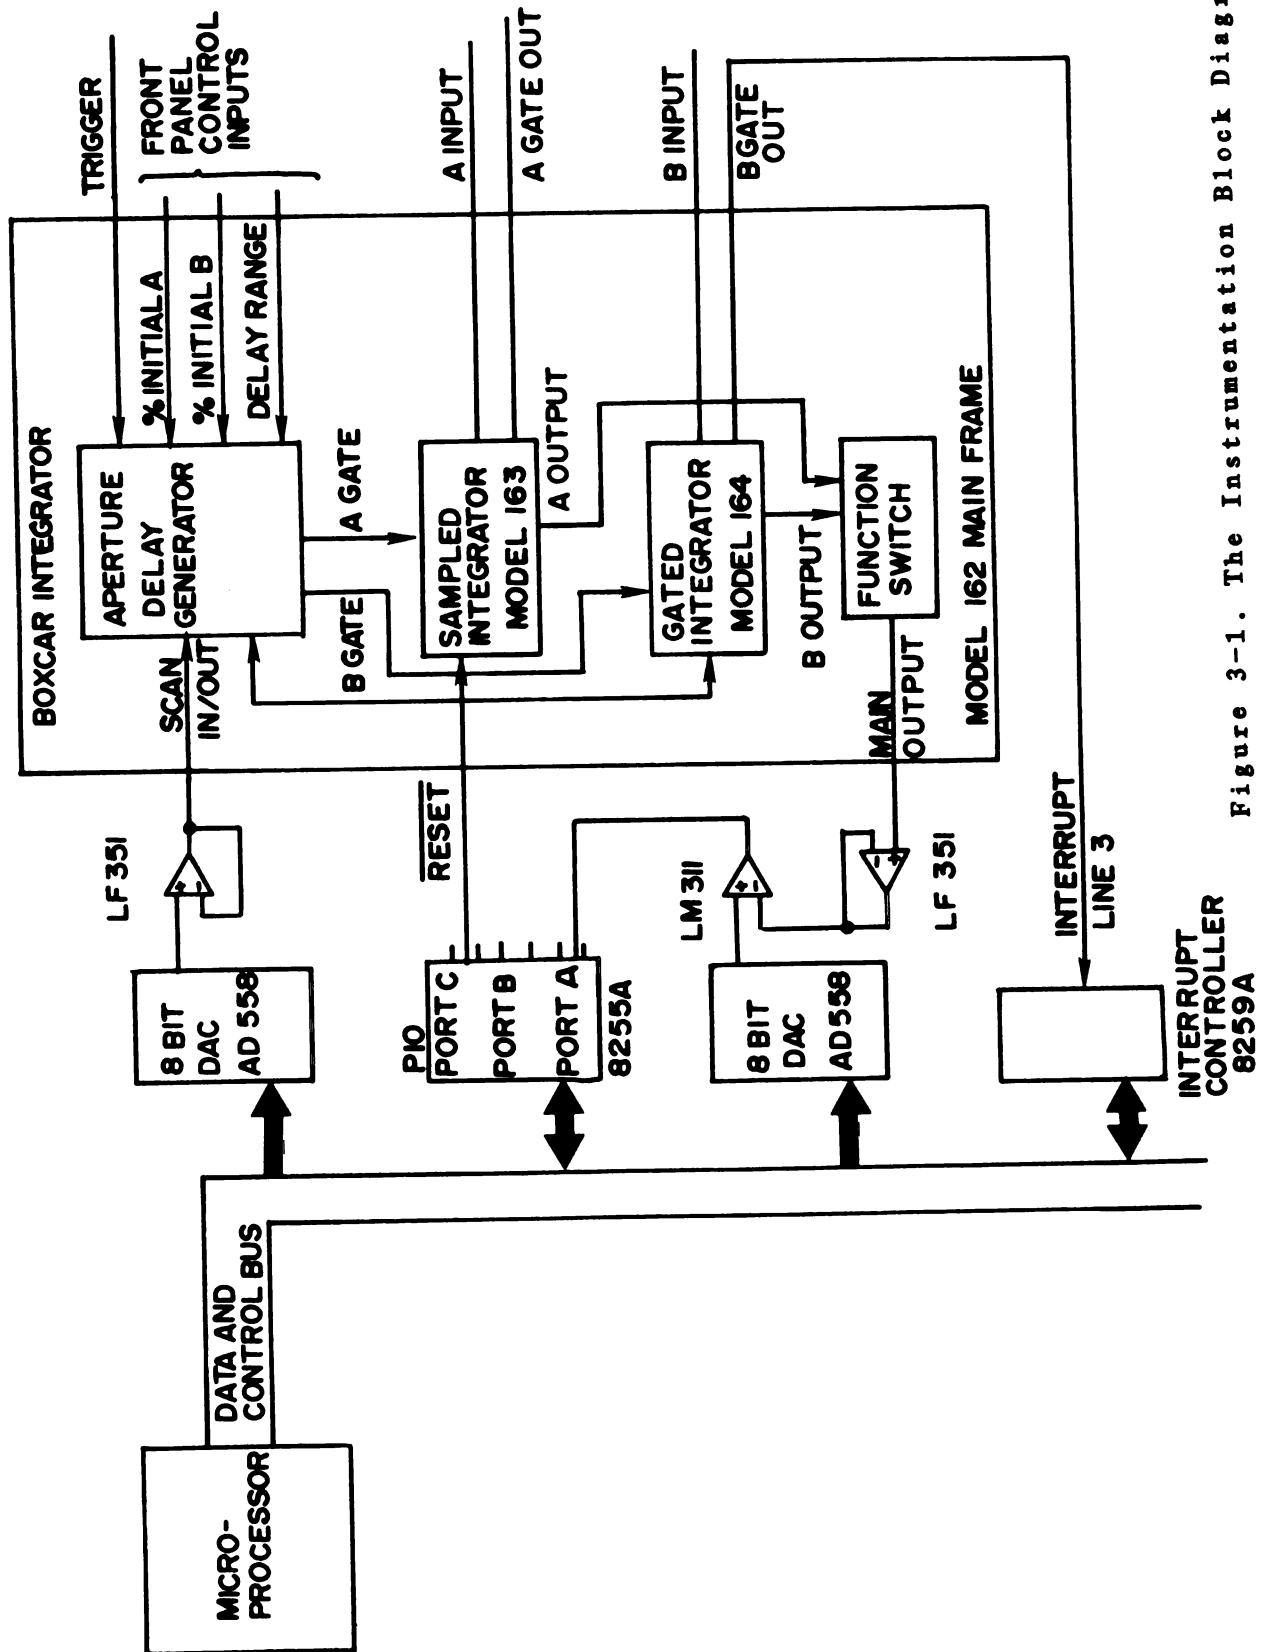 MICRO-
PROCESSOR
DATA AND
CONTROL BUS
8 BIT
DAC
AD 558
LF 351
SCAN
IN/OUT
BOXCAR INTEGRATOR
APERTURE
DELAY
GENERATOR
TRIGGER
% INITIAL A
% INITIAL B
DELAY RANGE
FRONT
PANEL
CONTROL
INPUTS
A GATE
B GATE
PIO
PORT C
PORT B
PORT A
8255A
RESET
SAMPLED
INTEGRATOR
MODEL 163
A INPUT
A GATE OUT
A OUTPUT
8 BIT
DAC
AD 558
LM 311
+
-
+
-
-
+
LF 351
GATED
INTEGRATOR
MODEL 164
B INPUT
B GATE
OUT
B OUTPUT
FUNCTION
SWITCH
MAIN
OUTPUT
MODEL 162 MAIN FRAME
INTERRUPT
LINE 3
INTERRUPT
CONTROLLER
8259A
Figure 3-1. The Instrumentation Block Diagr